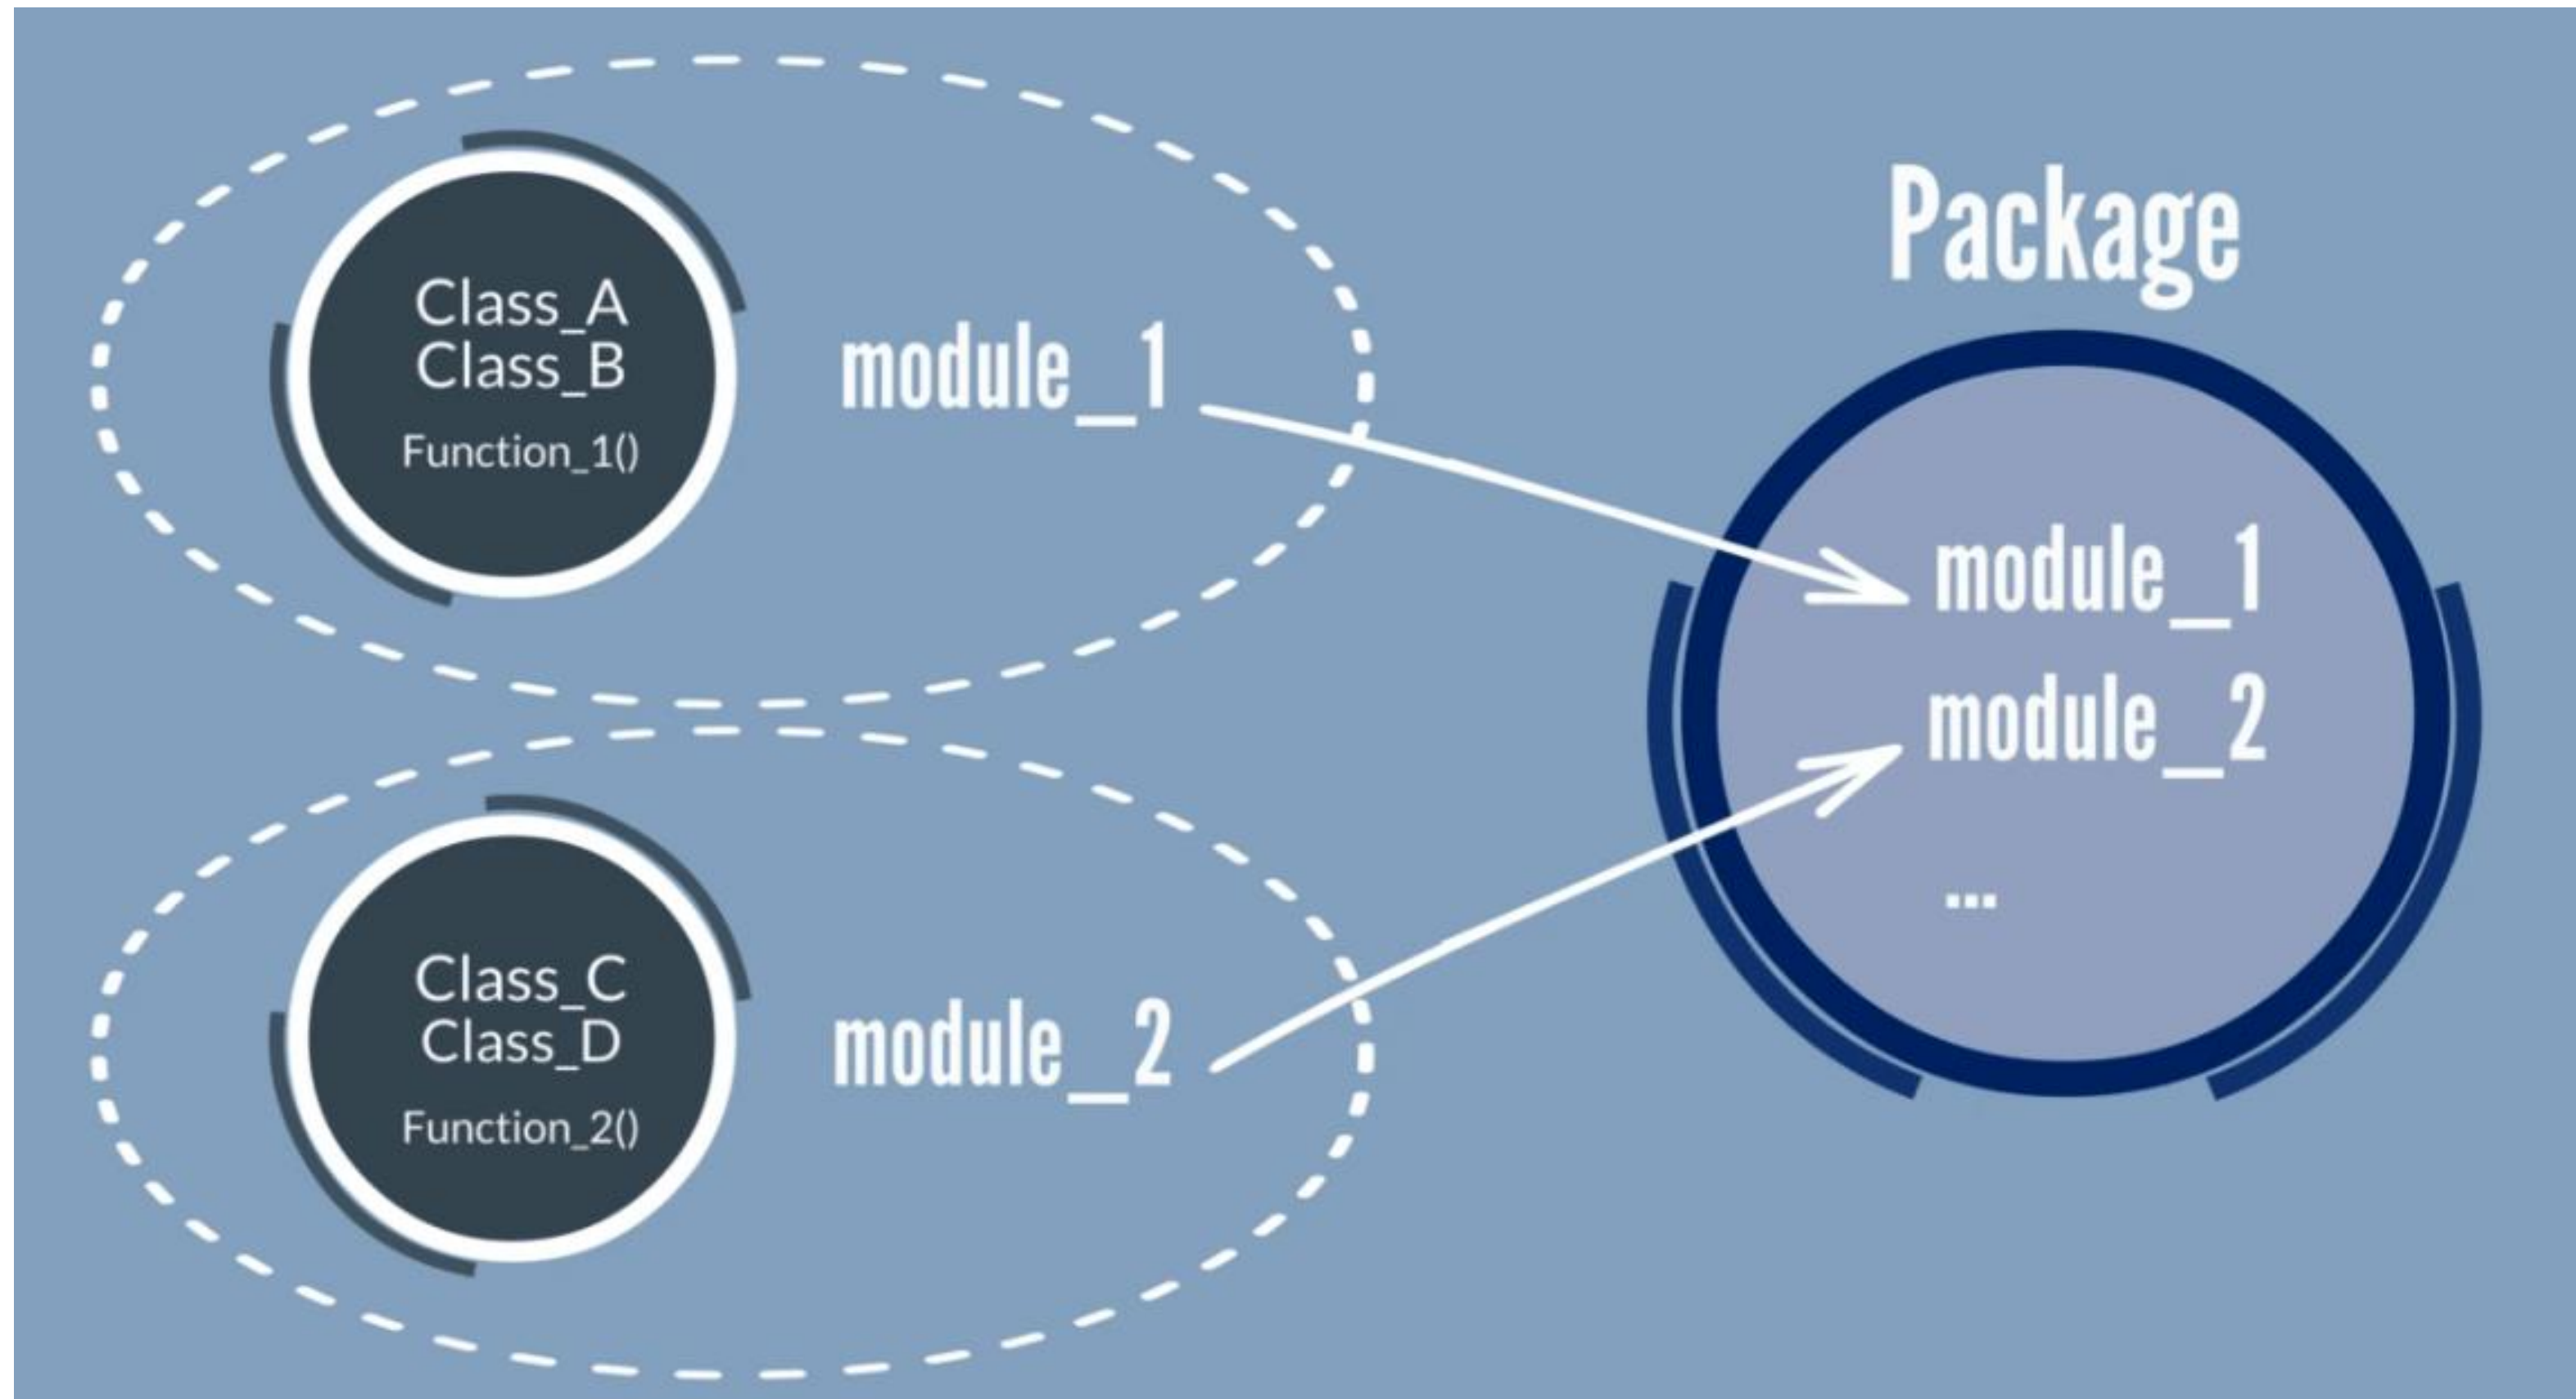 Class_A
Class_B
Function_1()
module_1
Class_C
Class_D
Function_2()
module_2
Package
module_1
module_2
...